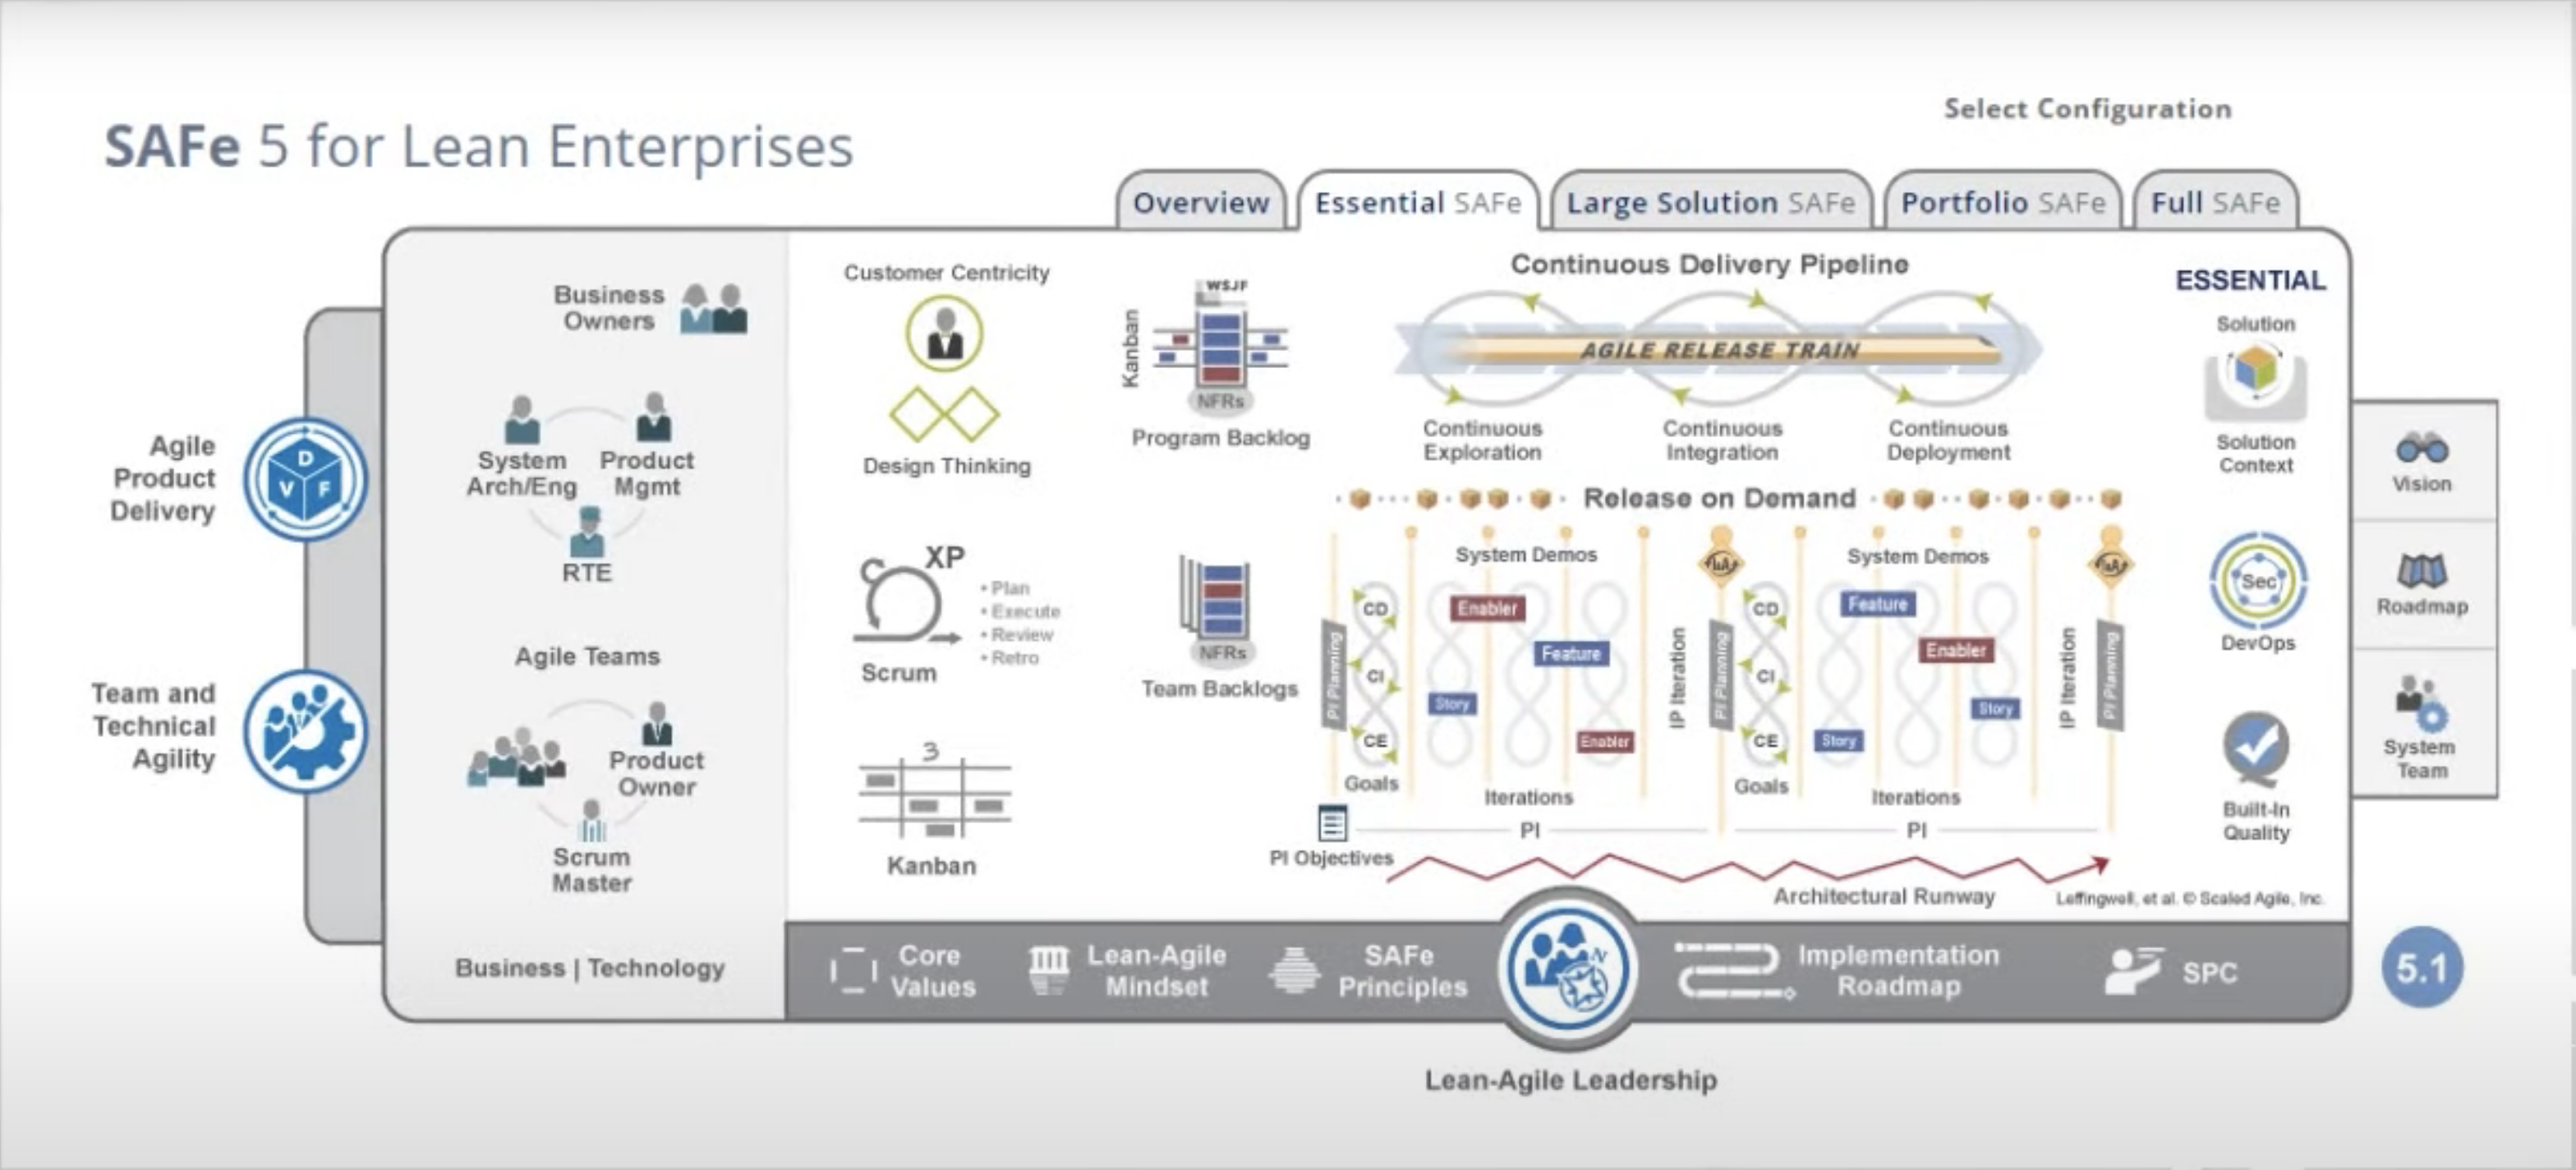 Select Configuration
SAFe 5 for Lean Enterprises
Overview
Essential SAFe
Large Solution SAFe
Portfolio SAFe
Full SAFe
Agile
Product
Delivery
D
V F
Team and
Technical
Agility
Business
Owners
System
Arch/Eng
Product
Mgmt
RTE
Agile Teams
Product
Owner
Scrum
Master
Business | Technology
Customer Centricity
Design Thinking
XP
• Plan
• Execute
• Review
• Retro
Scrum
3
Kanban
WSJF
Kanban
NFRs
Program Backlog
NFRs
Team Backlogs
Continuous Delivery Pipeline
AGILE RELEASE TRAIN
Continuous
Exploration
Continuous
Integration
Continuous
Deployment
Release on Demand
System Demos
System Demos
PI Planning
CD
CI
CE
Goals
Enabler
Feature
Story
Enabler
Iterations
IP Iteration
I&A
PI Planning
CD
CI
CE
Goals
Feature
Enabler
Story
Story
Iterations
IP Iteration
I&A
PI Planning
PI
PI
PI Objectives
Architectural Runway
Leffingwell, et al. © Scaled Agile, Inc.
ESSENTIAL
Solution
Solution
Context
Sec
DevOps
Built-In
Quality
Vision
Roadmap
System
Team
Core
Values
Lean-Agile
Mindset
SAFe
Principles
N
Implementation
Roadmap
SPC
5.1
Lean-Agile Leadership